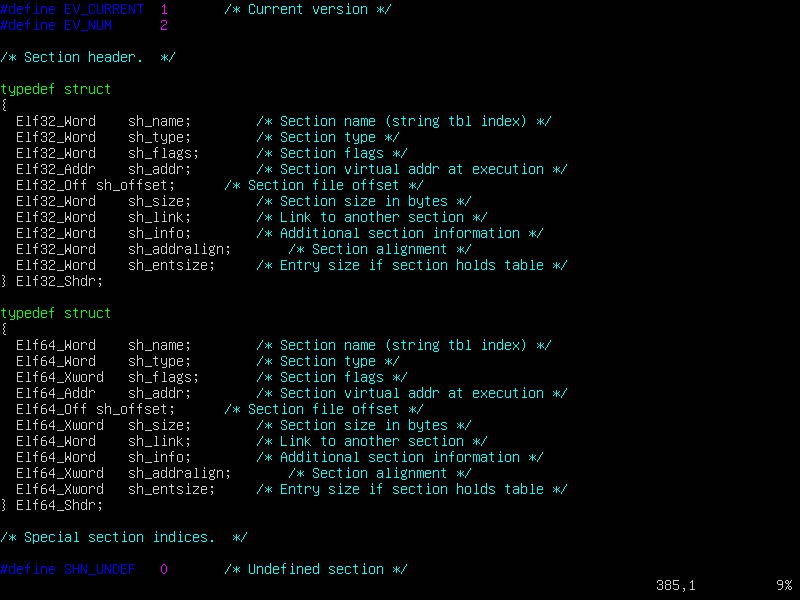 #define EV_CURRENT  1       /* Current version */
#define EV_NUM      2

/* Section header.  */

typedef struct
{
  Elf32_Word    sh_name;        /* Section name (string tbl index) */
  Elf32_Word    sh_type;        /* Section type */
  Elf32_Word    sh_flags;       /* Section flags */
  Elf32_Addr    sh_addr;        /* Section virtual addr at execution */
  Elf32_Off sh_offset;      /* Section file offset */
  Elf32_Word    sh_size;        /* Section size in bytes */
  Elf32_Word    sh_link;        /* Link to another section */
  Elf32_Word    sh_info;        /* Additional section information */
  Elf32_Word    sh_addralign;       /* Section alignment */
  Elf32_Word    sh_entsize;     /* Entry size if section holds table */
} Elf32_Shdr;

typedef struct
{
  Elf64_Word    sh_name;        /* Section name (string tbl index) */
  Elf64_Word    sh_type;        /* Section type */
  Elf64_Xword   sh_flags;       /* Section flags */
  Elf64_Addr    sh_addr;        /* Section virtual addr at execution */
  Elf64_Off sh_offset;      /* Section file offset */
  Elf64_Xword   sh_size;        /* Section size in bytes */
  Elf64_Word    sh_link;        /* Link to another section */
  Elf64_Word    sh_info;        /* Additional section information */
  Elf64_Xword   sh_addralign;       /* Section alignment */
  Elf64_Xword   sh_entsize;     /* Entry size if section holds table */
} Elf64_Shdr;

/* Special section indices.  */

#define SHN_UNDEF   0       /* Undefined section */
385,1          9%